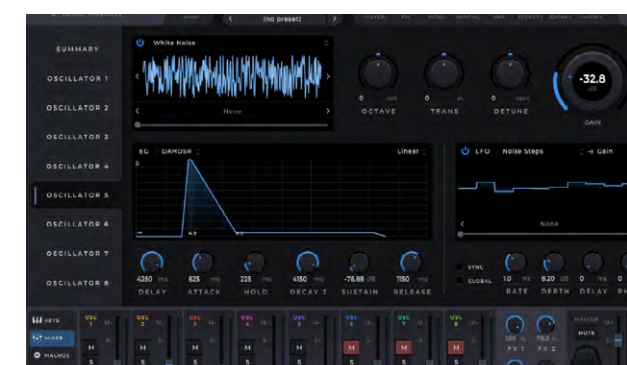 (no preset)
FILTER FM EFFECTS MATRIX
SUMMARY
OSCILLATOR 1
OSCILLATOR 2
OSCILLATOR 3
OSCILLATOR 4
OSCILLATOR 5
OSCILLATOR 6
OSCILLATOR 7
OSCILLATOR 8
White Noise
None
0
0
0
OCTAVE TRANS DETUNE
-32.8
dB
GAIN
EG DAHDSR Linear
4250 ms 625 ms 225 ms 4150 ms -76.88 dB 1150 ms
DELAY ATTACK HOLD DECAY 2 SUSTAIN RELEASE
LFO Noise Steps → Gain
None
SYNC
GLOBAL
1.0 Hz 8.20 dB 0 0
RATE DEPTH DELAY
KEYS
MIXER
MACROS
OSC 1 OSC 2 OSC 3 OSC 4 OSC 5 OSC 6 OSC 7 OSC 8
M M M M M M M M
S S S S S S S S
100 %
FX 1 FX 2
MASTER
MUTE